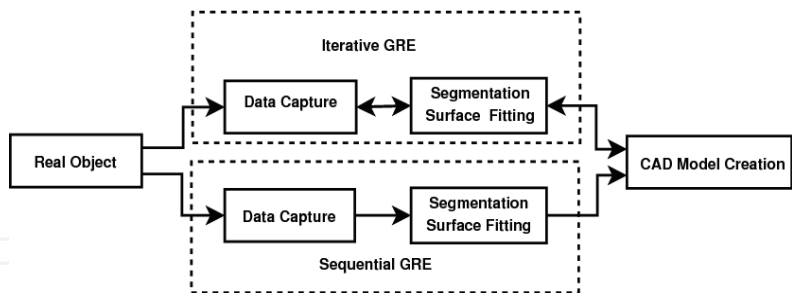 Iterative GRE
Data Capture
Segmentation
Surface Fitting
Real Object
CAD Model Creation
Data Capture
Segmentation
Surface Fitting
Sequential GRE